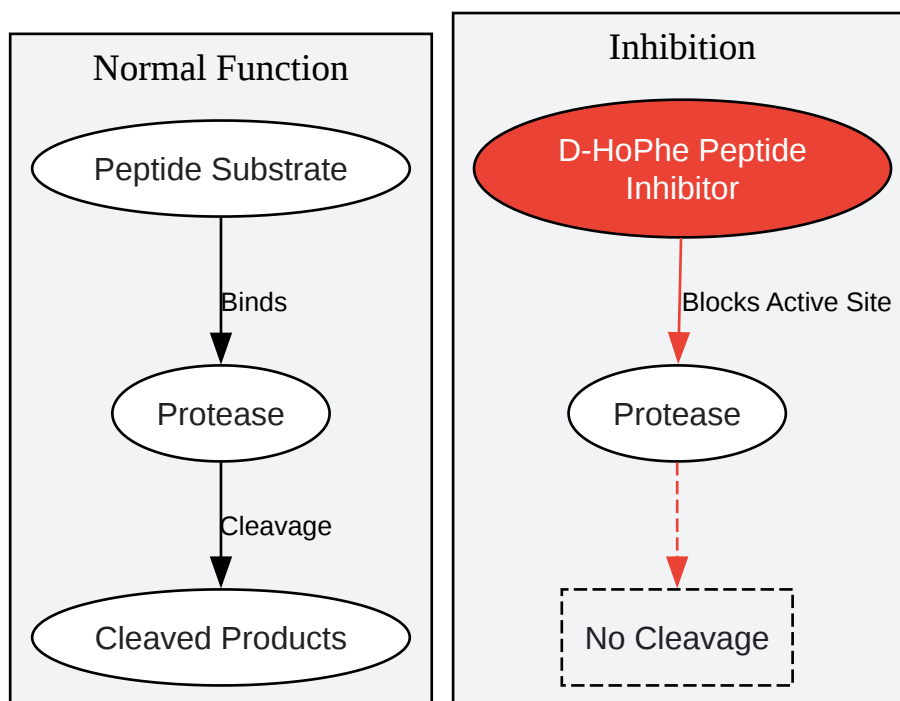 Normal Function
Peptide Substrate
Binds
Protease
Cleavage
Cleaved Products
Inhibition
D-HoPhe Peptide
Inhibitor
Blocks Active Site
Protease
No Cleavage